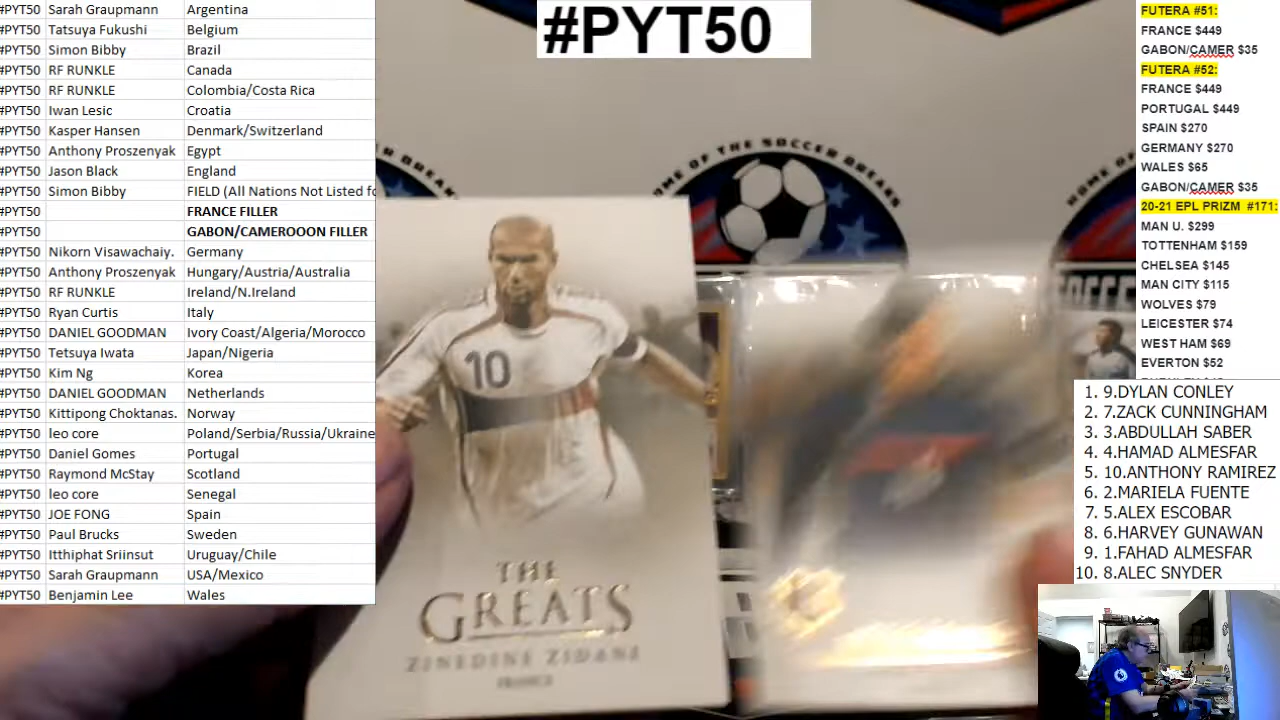 #PYT50 Sarah Graupmann Argentina
#PYT50 Tatsuya Fukushi Belgium
#PYT50 Simon Bibby Brazil
#PYT50 RF RUNKLE Canada
#PYT50 RF RUNKLE Colombia/Costa Rica
#PYT50 Iwan Lesic Croatia
#PYT50 Kasper Hansen Denmark/Switzerland
#PYT50 Anthony Proszenyak Egypt
#PYT50 Jason Black England
#PYT50 Simon Bibby FIELD (All Nations Not Listed fo
#PYT50 FRANCE FILLER
#PYT50 GABON/CAMEROOON FILLER
#PYT50 Nikorn Visawachaiy. Germany
#PYT50 Anthony Proszenyak Hungary/Austria/Australia
#PYT50 RF RUNKLE Ireland/N.Ireland
#PYT50 Ryan Curtis Italy
#PYT50 DANIEL GOODMAN Ivory Coast/Algeria/Morocco
#PYT50 Tetsuya Iwata Japan/Nigeria
#PYT50 Kim Ng Korea
#PYT50 DANIEL GOODMAN Netherlands
#PYT50 Kittipong Choktanas. Norway
#PYT50 leo core Poland/Serbia/Russia/Ukraine
#PYT50 Daniel Gomes Portugal
#PYT50 Raymond McStay Scotland
#PYT50 leo core Senegal
#PYT50 JOE FONG Spain
#PYT50 Paul Brucks Sweden
#PYT50 Itthiphat Sriinsut Uruguay/Chile
#PYT50 Sarah Graupmann USA/Mexico
#PYT50 Benjamin Lee Wales
#PYT50
HOME OF THE SOCCER BREAKS
10
THE
GREATS
ZINEDINE ZIDANE
FRANCE
FUTERA #51:
FRANCE $449
GABON/CAMER $35
FUTERA #52:
FRANCE $449
PORTUGAL $449
SPAIN $270
GERMANY $270
WALES $65
GABON/CAMER $35
20-21 EPL PRIZM #171:
MAN U. $299
TOTTENHAM $159
CHELSEA $145
MAN CITY $115
WOLVES $79
LEICESTER $74
WEST HAM $69
EVERTON $52
1. 9.DYLAN CONLEY
2. 7.ZACK CUNNINGHAM
3. 3.ABDULLAH SABER
4. 4.HAMAD ALMESFAR
5. 10.ANTHONY RAMIREZ
6. 2.MARIELA FUENTE
7. 5.ALEX ESCOBAR
8. 6.HARVEY GUNAWAN
9. 1.FAHAD ALMESFAR
10. 8.ALEC SNYDER